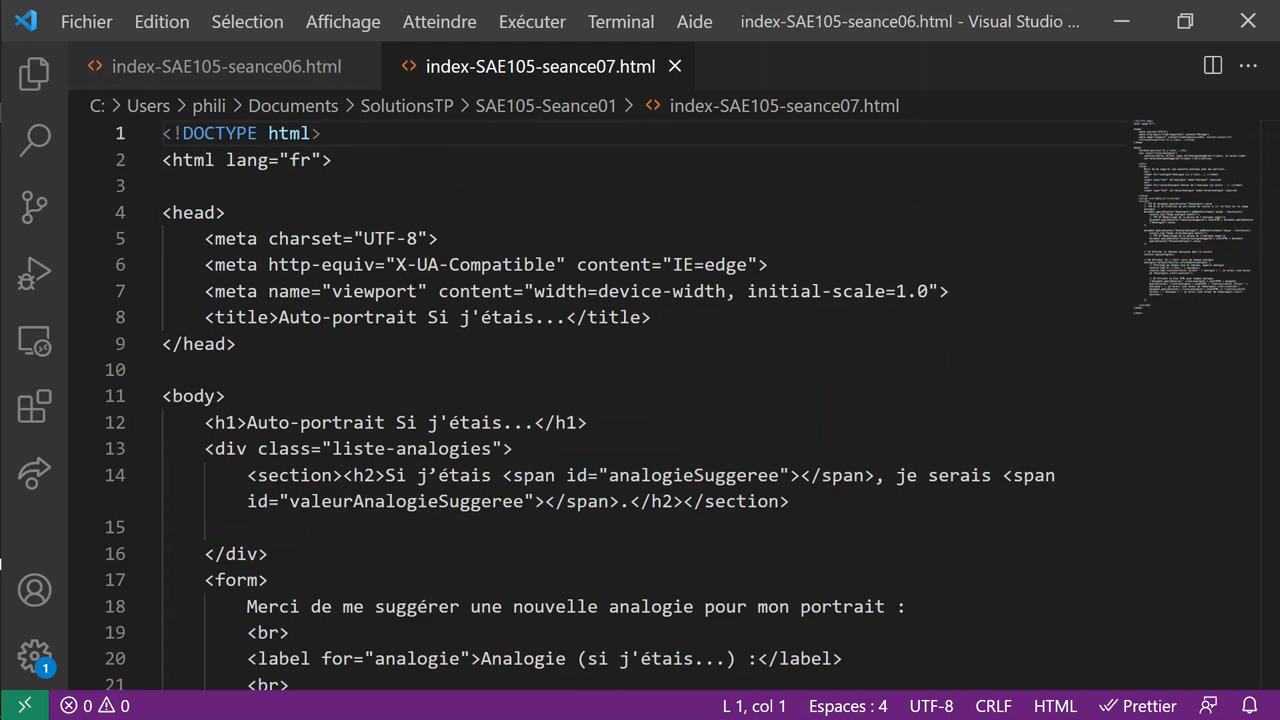 Fichier Edition Sélection Affichage Atteindre Exécuter Terminal Aide index-SAE105-seance06.html - Visual Studio ...
index-SAE105-seance06.html index-SAE105-seance07.html
C: > Users > phili > Documents > SolutionsTP > SAE105-Seance01 > index-SAE105-seance07.html
1 <!DOCTYPE html>
2 <html lang="fr">
3
4 <head>
5 <meta charset="UTF-8">
6 <meta http-equiv="X-UA-Compatible" content="IE=edge">
7 <meta name="viewport" content="width=device-width, initial-scale=1.0">
8 <title>Auto-portrait Si j'étais...</title>
9 </head>
10
11 <body>
12 <h1>Auto-portrait Si j'étais...</h1>
13 <div class="liste-analogies">
14 <section><h2>Si j’étais <span id="analogieSuggeree"></span>, je serais <span
id="valeurAnalogieSuggeree"></span>.</h2></section>
15
16 </div>
17 <form>
18 Merci de me suggérer une nouvelle analogie pour mon portrait :
19 <br>
20 <label for="analogie">Analogie (si j'étais...) :</label>
21 <br>
1
0 0 L 1, col 1 Espaces : 4 UTF-8 CRLF HTML Prettier